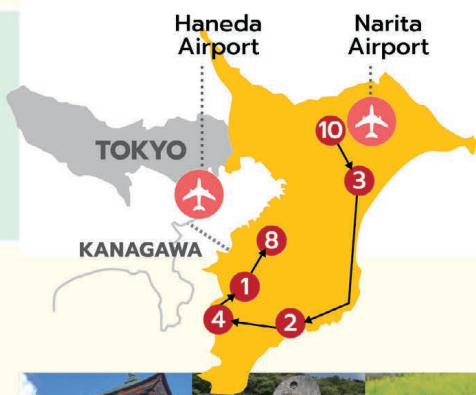 Haneda
Airport
Narita
Airport
10
TOKYO
3
KANAGAWA
8
1
4
2